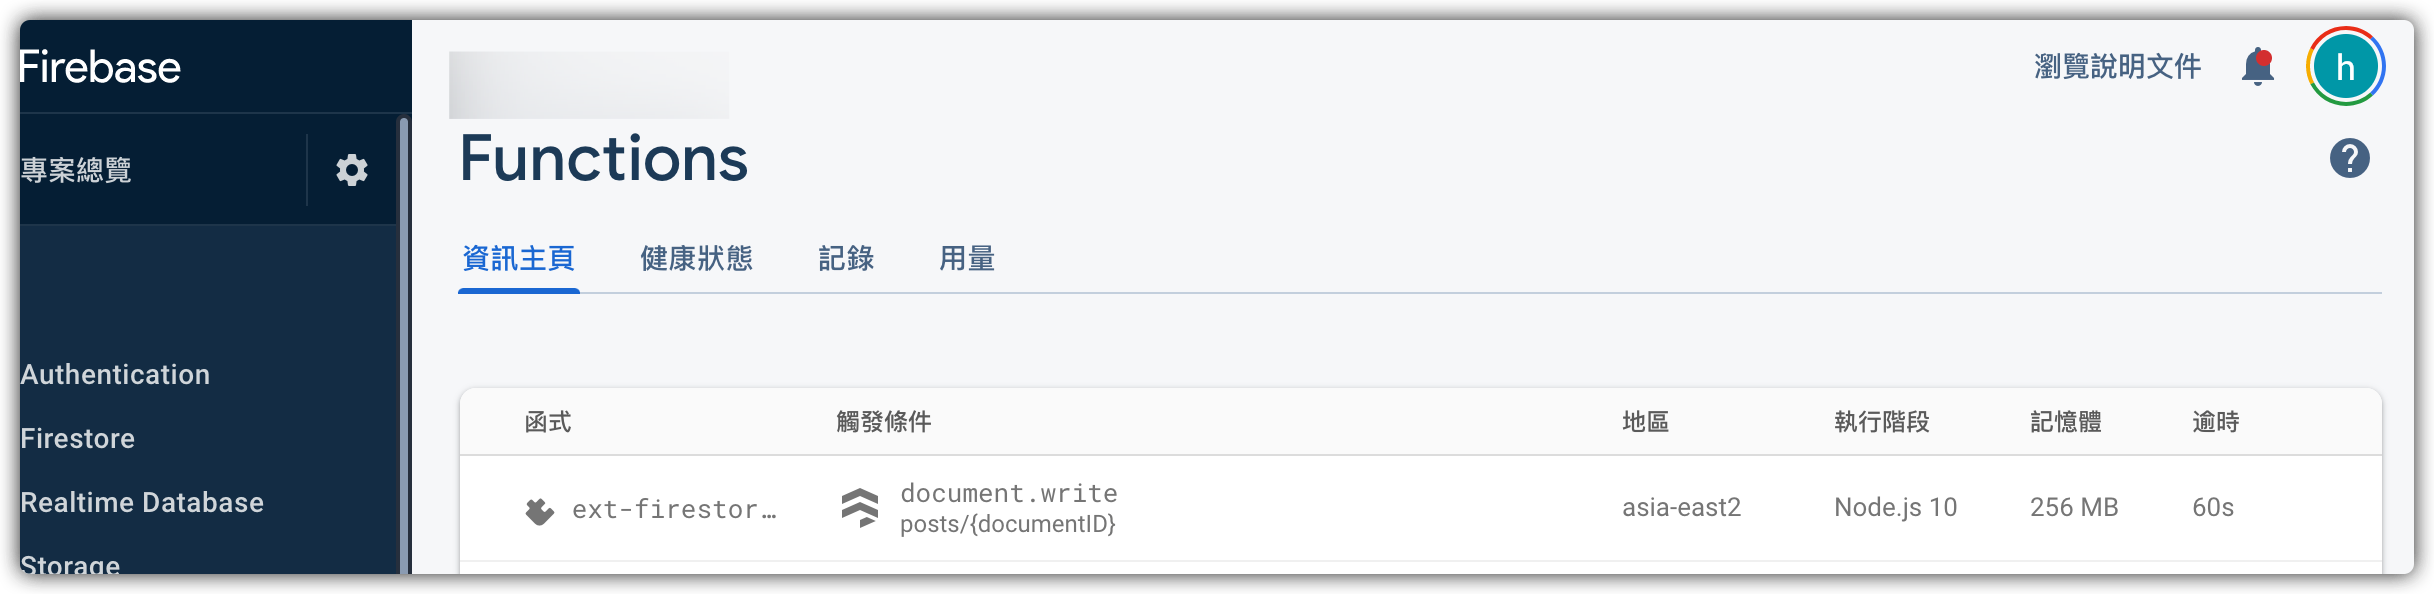 Firebase
專案總覽
Authentication
Firestore
Realtime Database
Storage
瀏覽說明文件
h
Functions
?
資訊主頁 健康狀態 記錄 用量
函式 觸發條件 地區 執行階段 記憶體 逾時
ext-firestor… document.write asia-east2 Node.js 10 256 MB 60s
posts/{documentID}